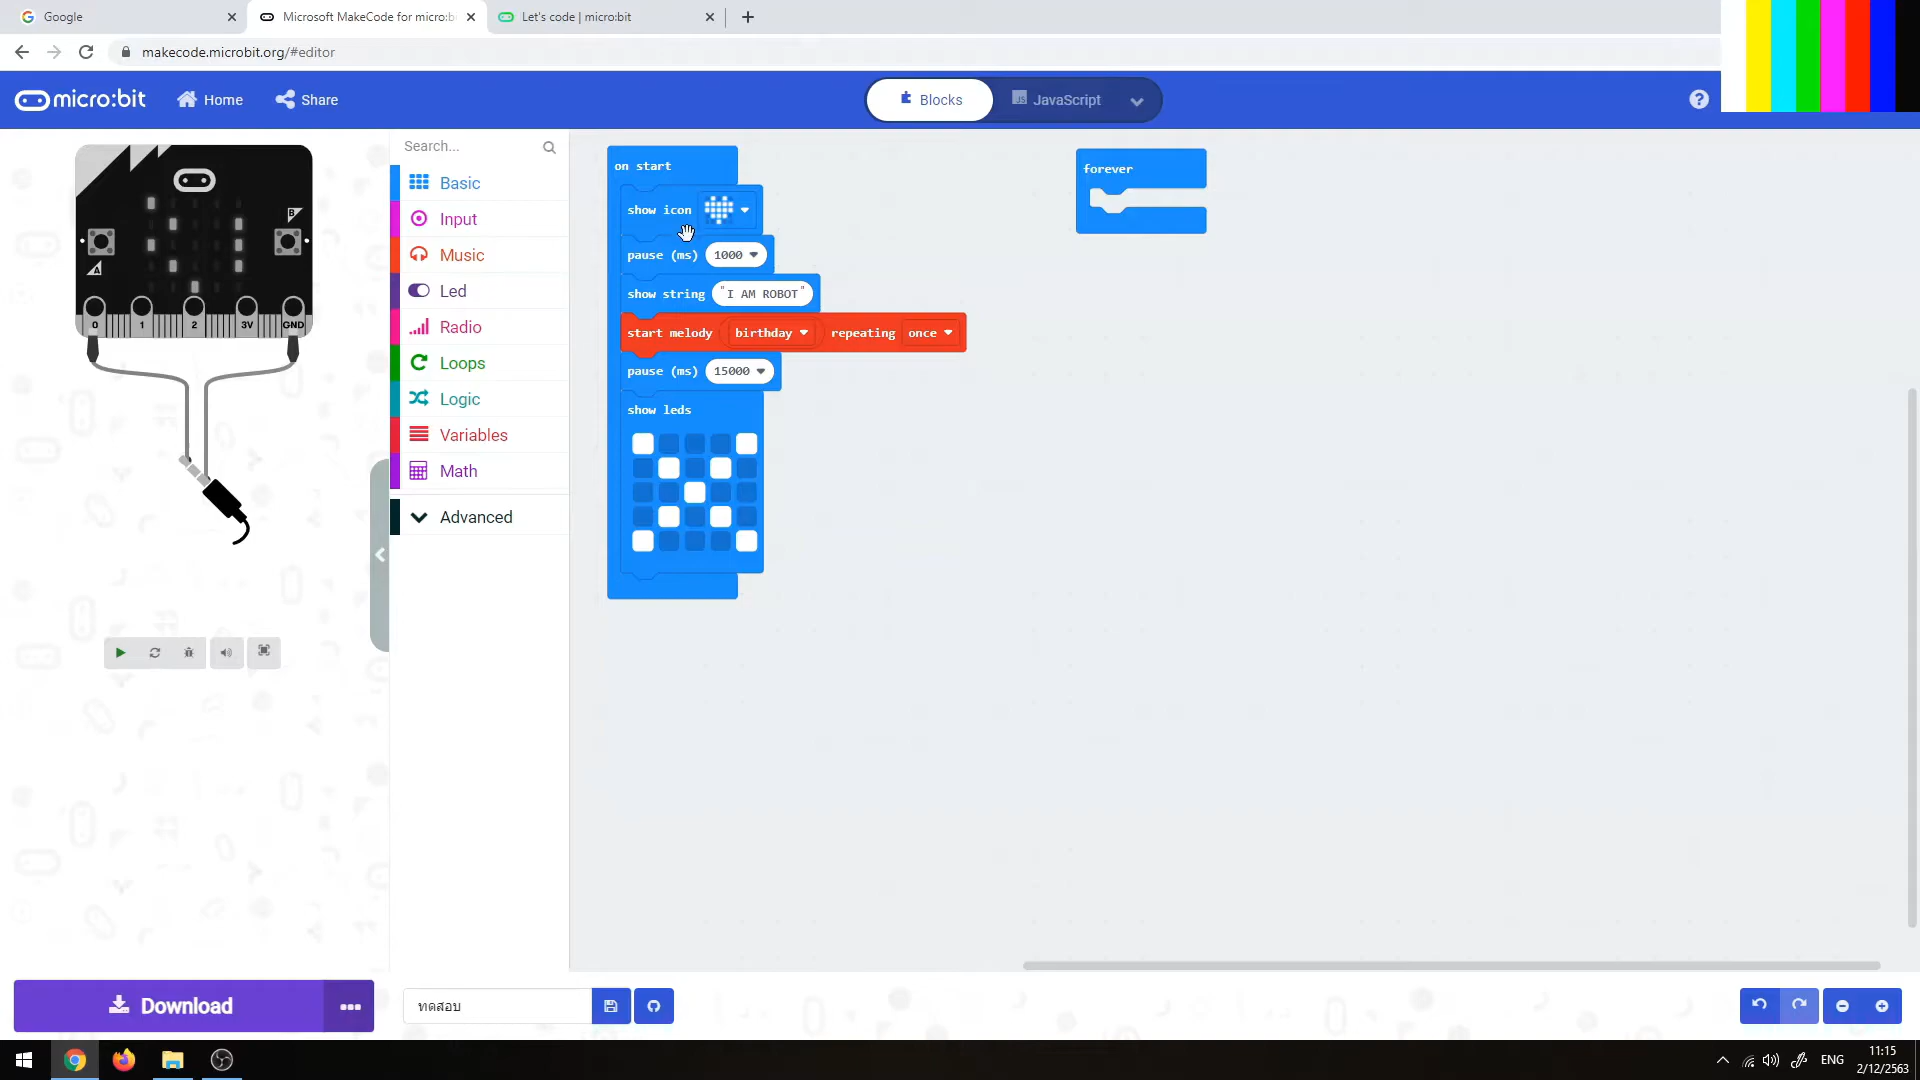 Google
Microsoft MakeCode for micro:b
Let's code | micro:bit
makecode.microbit.org/#editor
micro:bit
Home
Share
Blocks
JS JavaScript
?
Search...
Basic
Input
Music
Led
Radio
Loops
Logic
Variables
Math
Advanced
A
B
0 1 2 3V GND
on start
show icon
pause (ms) 1000
show string "I AM ROBOT"
start melody birthday repeating once
pause (ms) 15000
show leds
forever
Download
ทดสอบ
ENG
11:15
2/12/2563